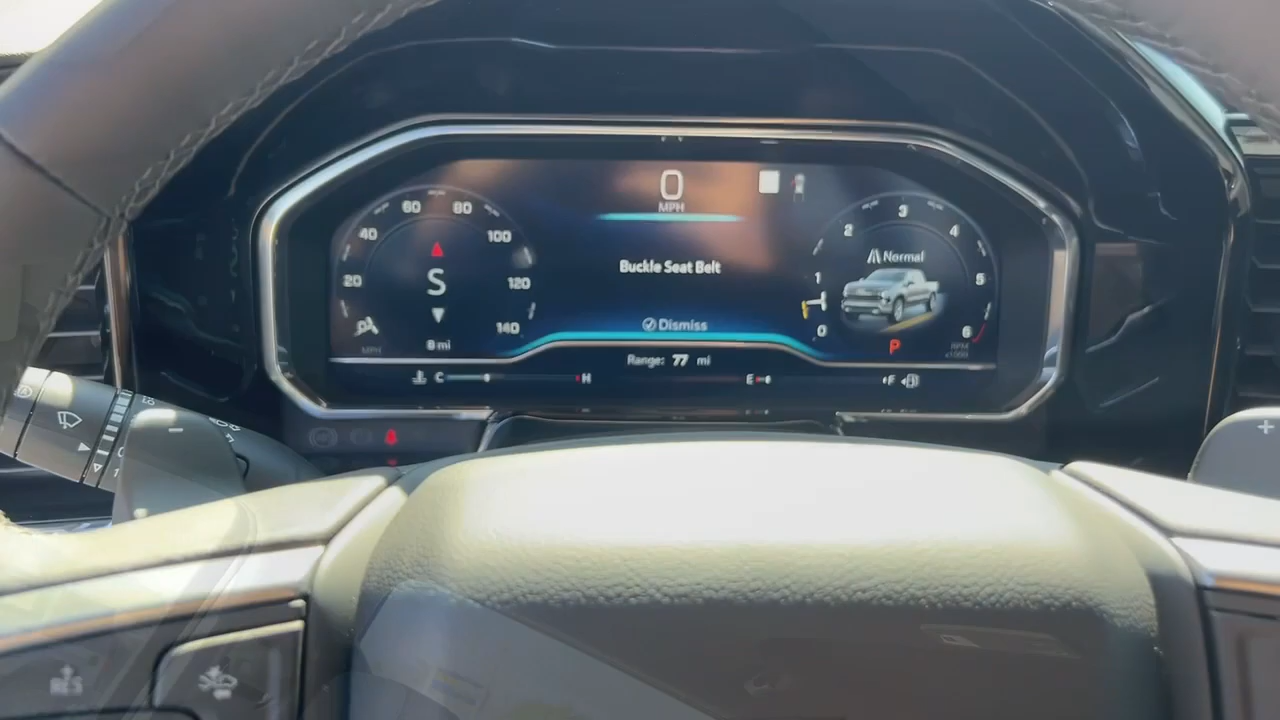 0
MPH
60 80
40 100
20 120
140
S
MPH
8 mi
Buckle Seat Belt
Dismiss
Range: 77 mi
C H
E F
3
2 4
1 5
0 6
Normal
P
RPM
x1000
RES
+
−